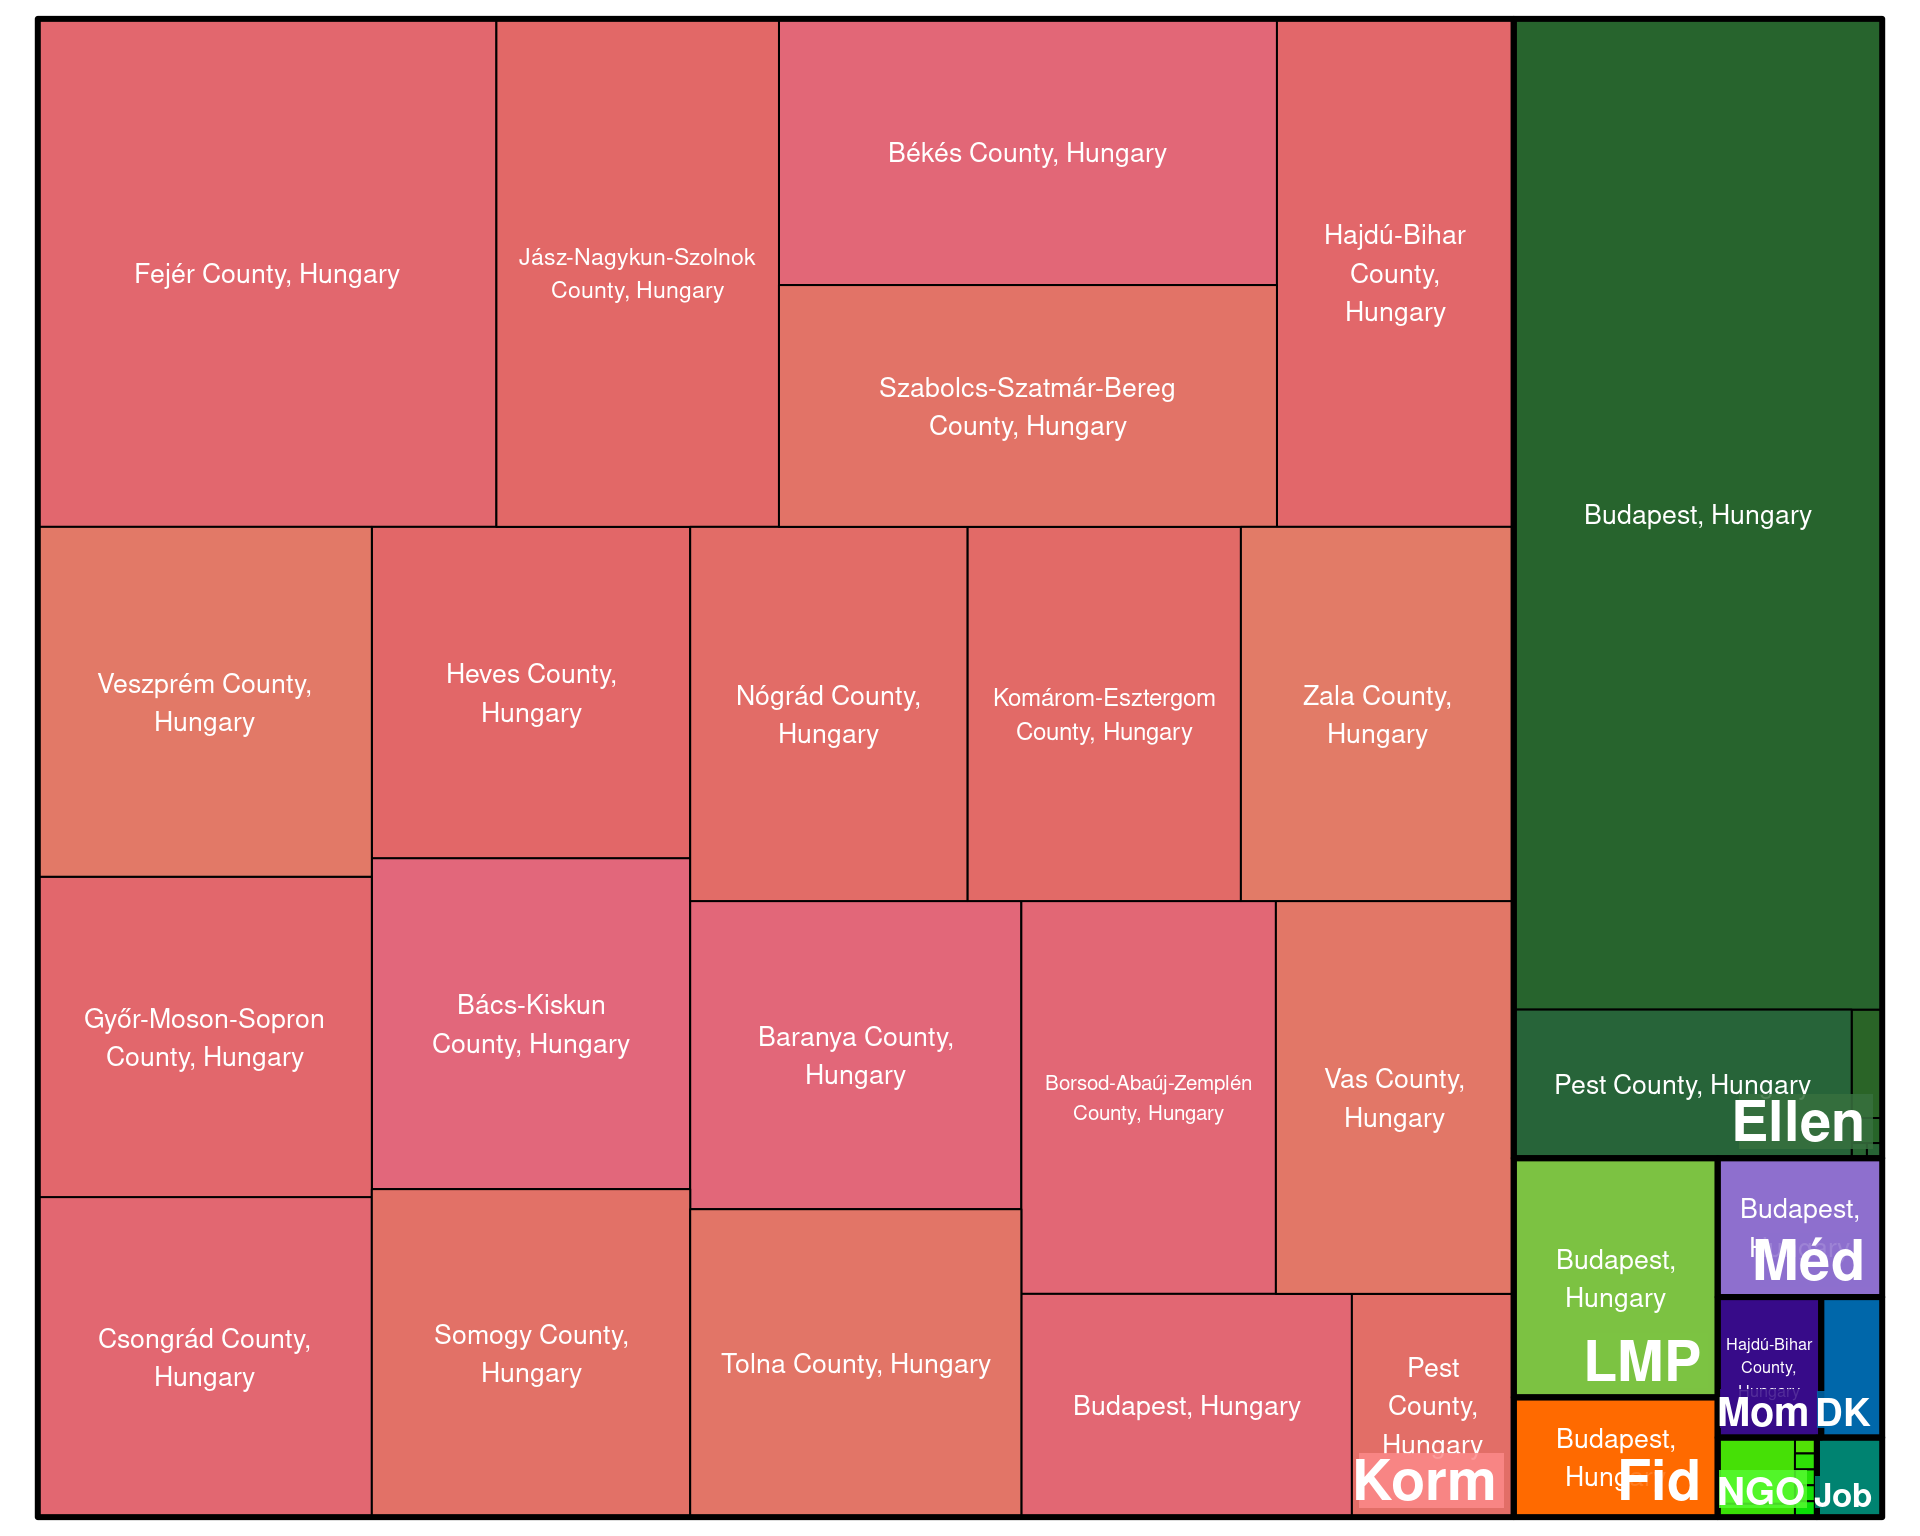 Fejér County, Hungary
Jász-Nagykun-Szolnok
County, Hungary
Békés County, Hungary
Szabolcs-Szatmár-Bereg
County, Hungary
Hajdú-Bihar
County,
Hungary
Veszprém County,
Hungary
Heves County,
Hungary
Nógrád County,
Hungary
Komárom-Esztergom
County, Hungary
Zala County,
Hungary
Győr-Moson-Sopron
County, Hungary
Bács-Kiskun
County, Hungary
Baranya County,
Hungary
Borsod-Abaúj-Zemplén
County, Hungary
Vas County,
Hungary
Csongrád County,
Hungary
Somogy County,
Hungary
Tolna County, Hungary
Budapest, Hungary
Pest
County,
Hungary
Korm
Budapest, Hungary
Pest County, Hungary
Ellen
Budapest,
Hungary
LMP
Budapest,
Hungary
Méd
Hajdú-Bihar
County,
Hungary
Mom
DK
Budapest,
Hungary
Fid
NGO
Job